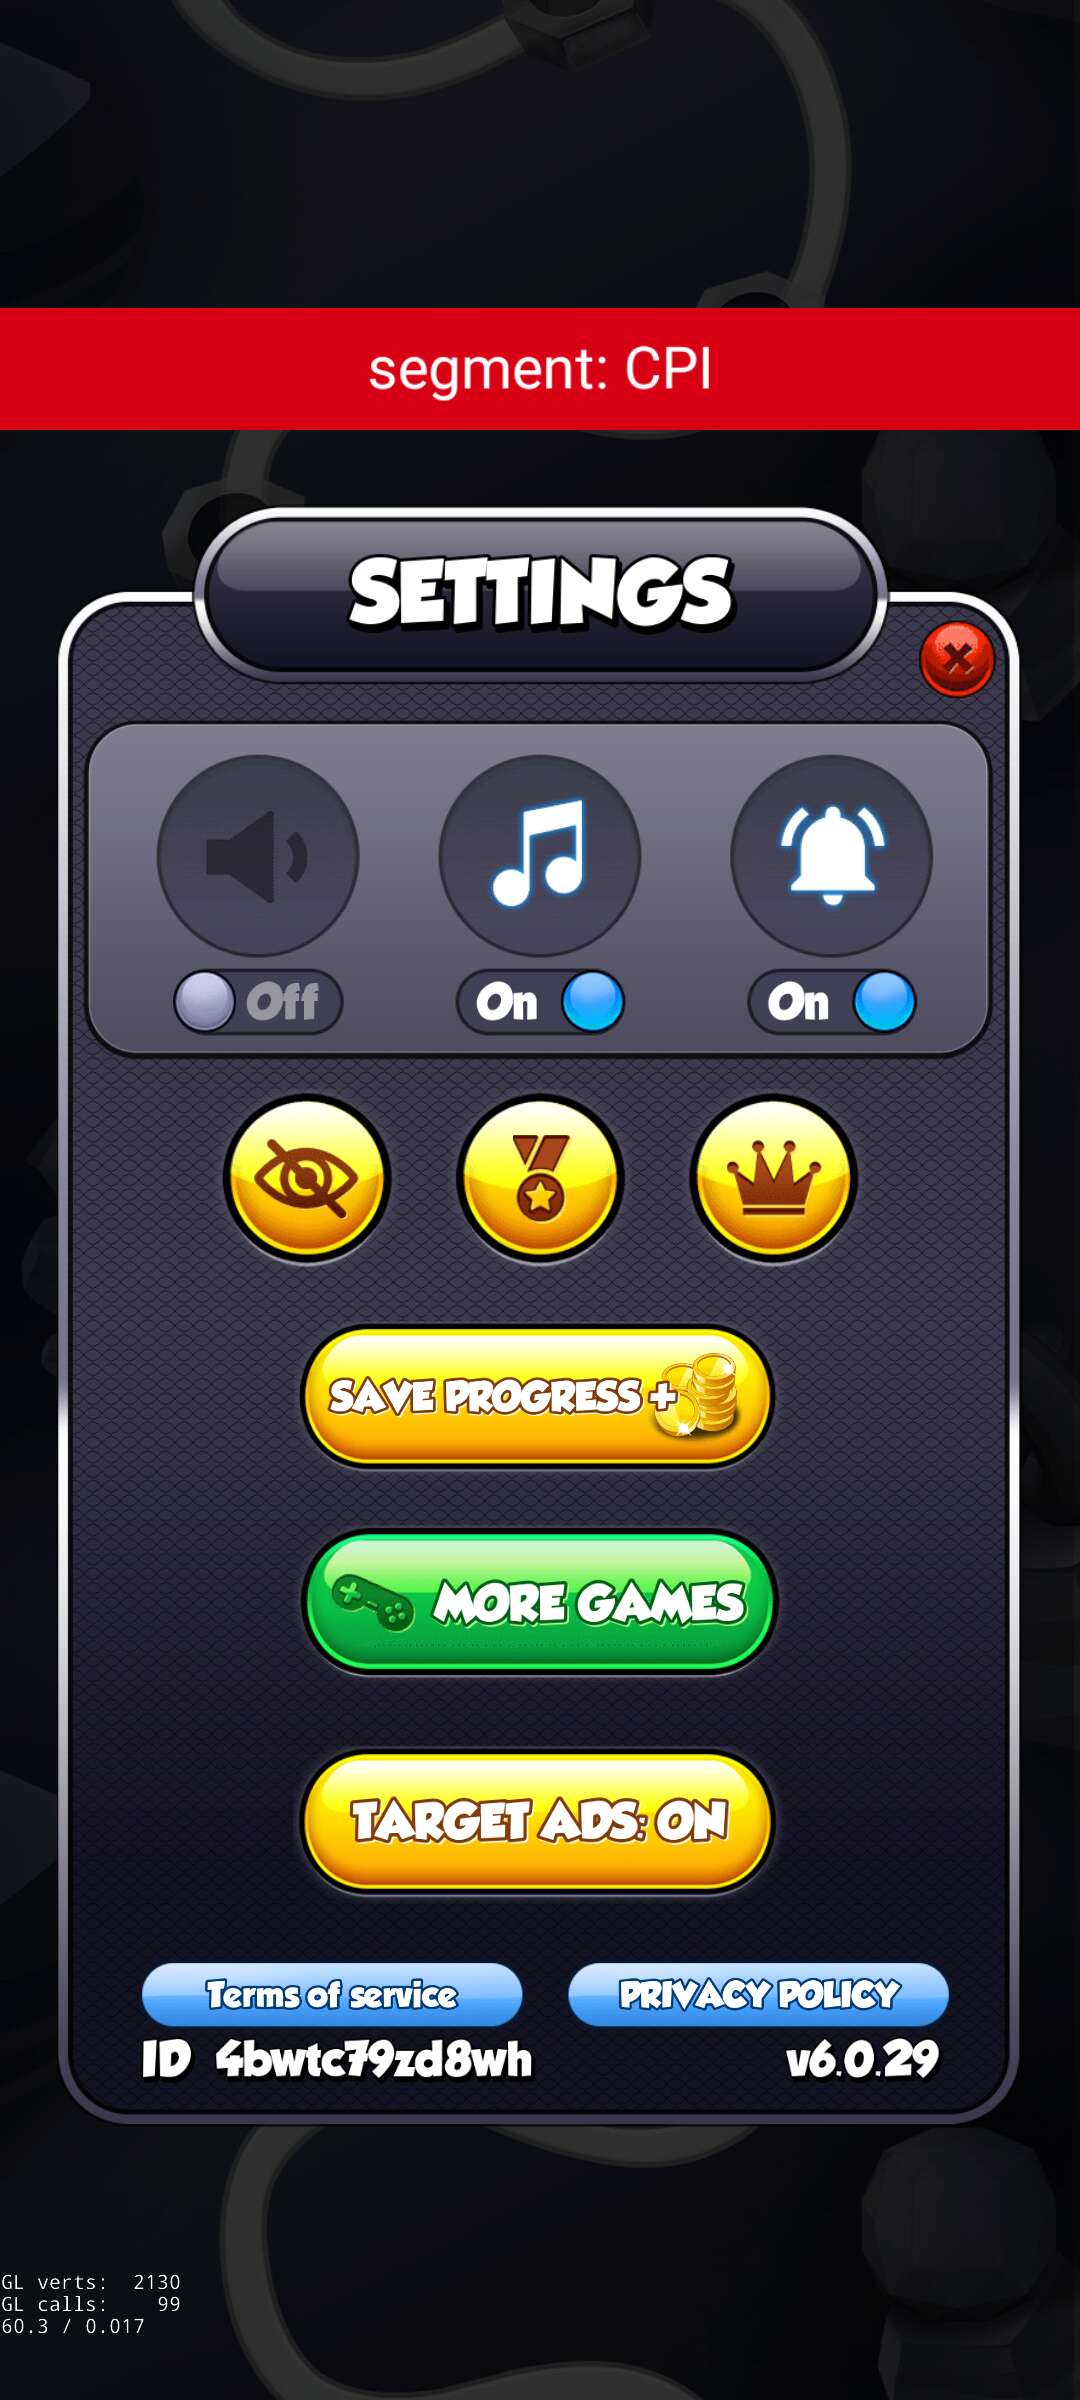 segment: CPI
SETTINGS
Off
On
On
SAVE PROGRESS +
MORE GAMES
TARGET ADS: ON
Terms of service
PRIVACY POLICY
ID 4bwtc79zd8wh
v6.0.29
GL verts: 2130
GL calls: 99
60.3 / 0.017